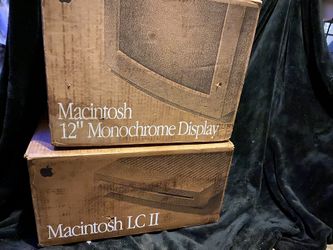 Macintosh
12" Monochrome Display
Macintosh LC II